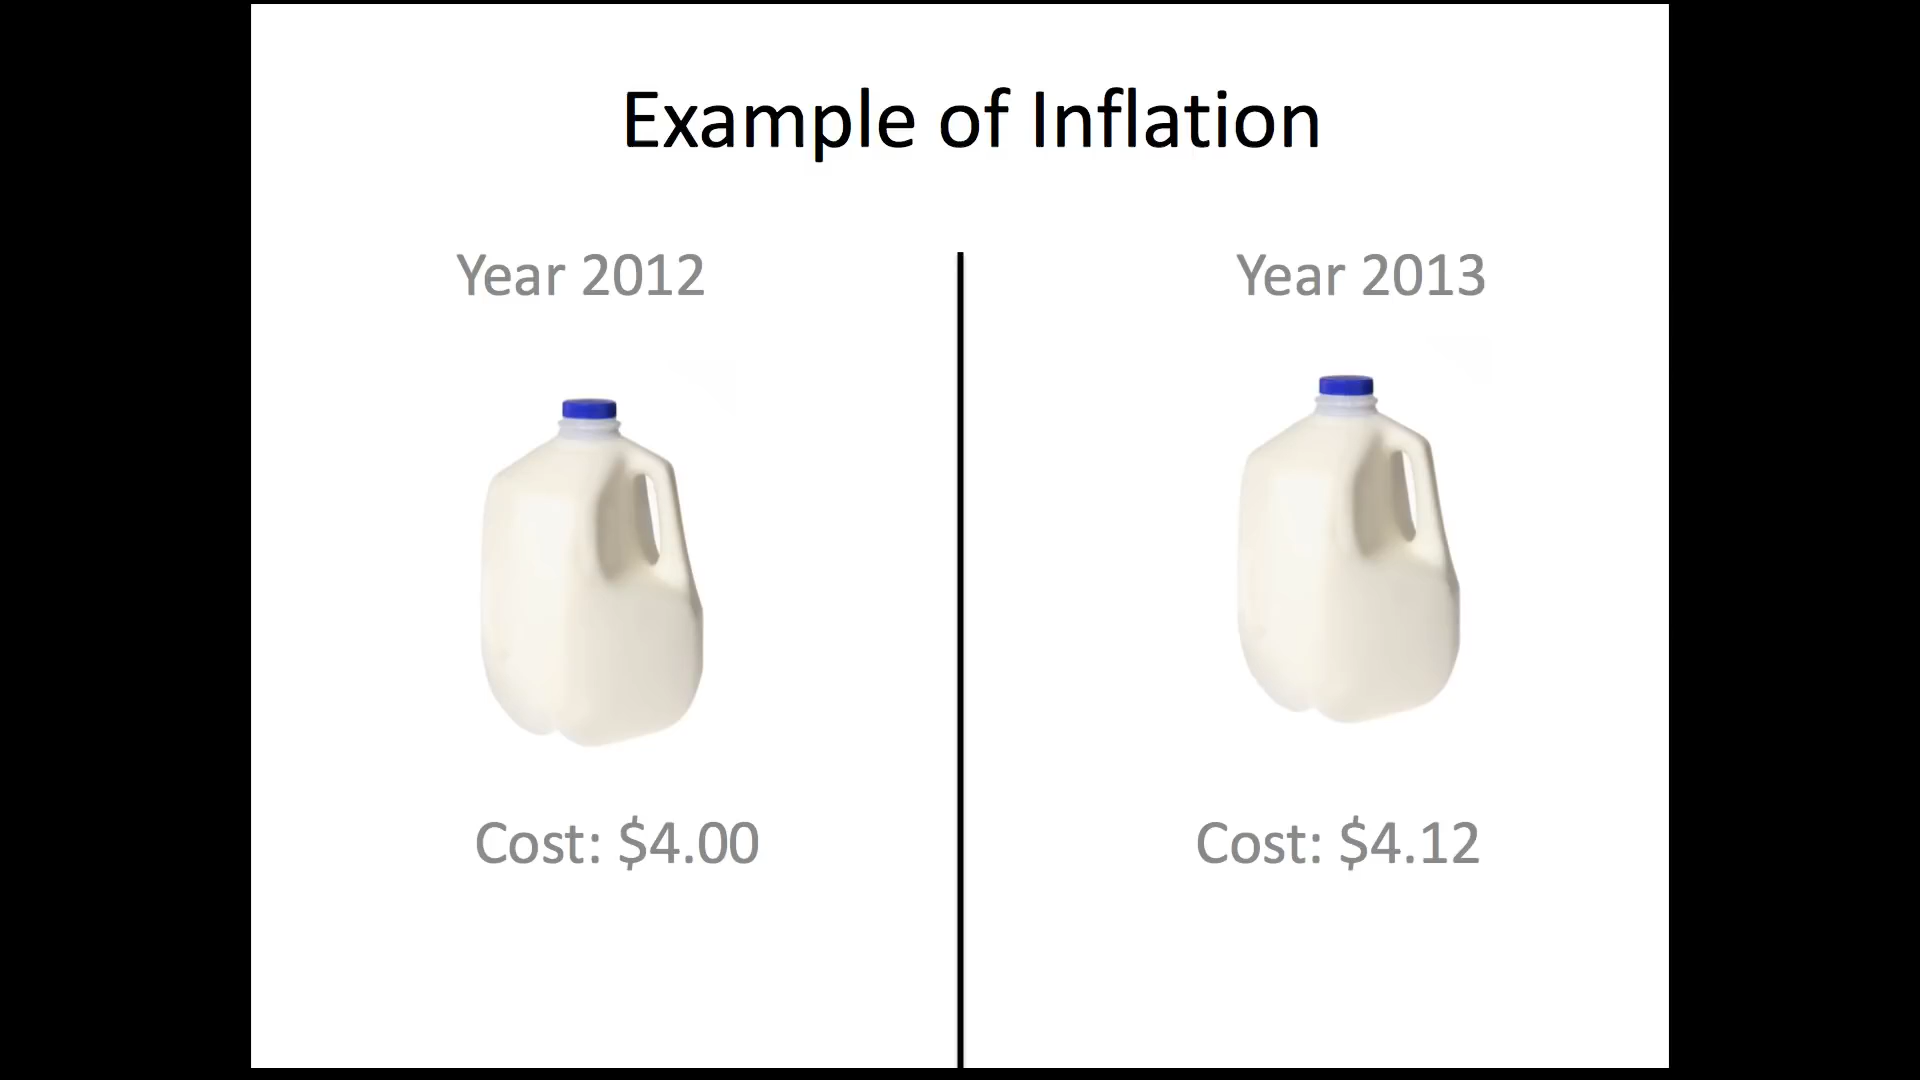 Example of Inflation
Year 2012
Cost: $4.00
Year 2013
Cost: $4.12